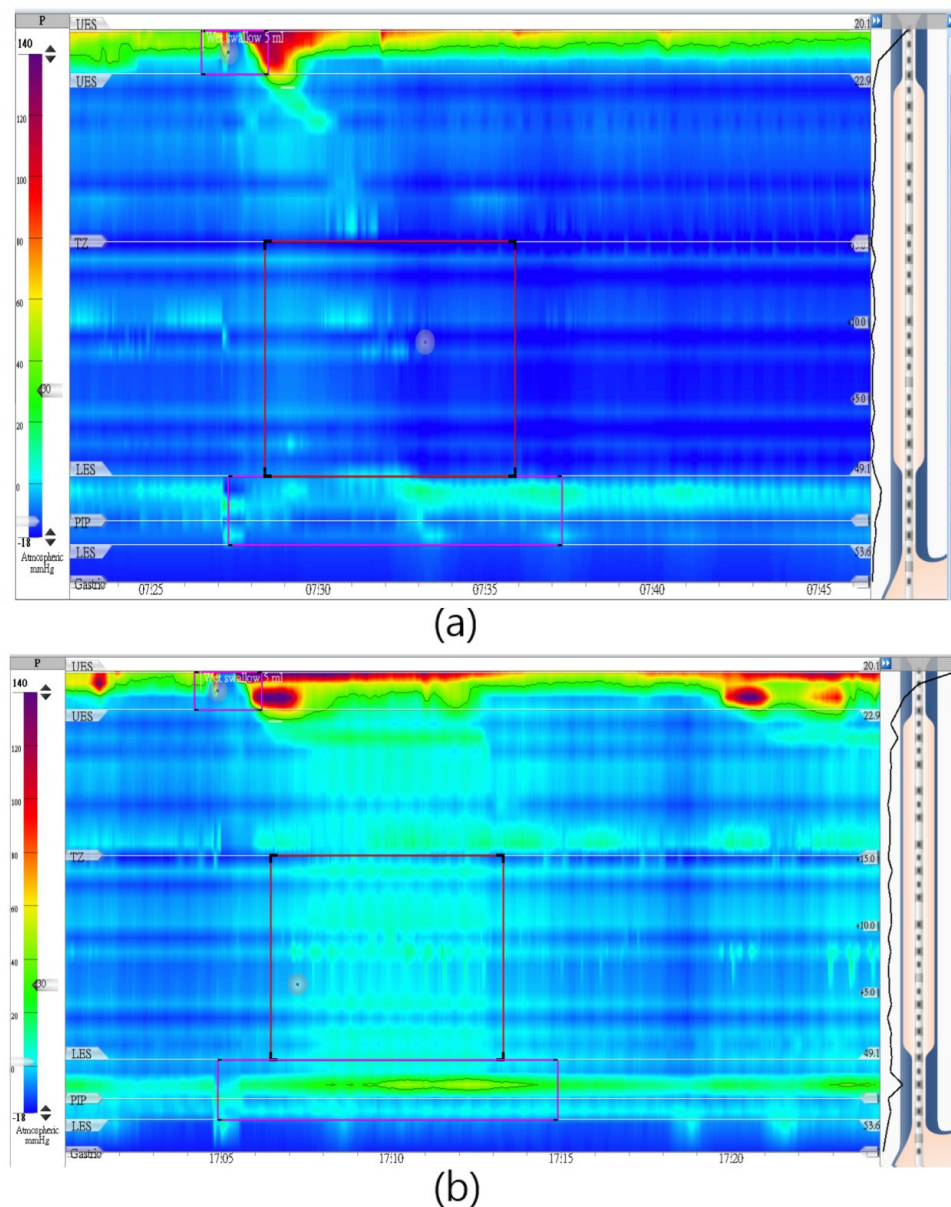 P
140
120
100
80
60
40
30
20
0
-18
Atmospheric
mmHg
UES
Wet swallow 5 ml
UES
TZ
LES
PIP
LES
Gastric
20.1
22.9
+10.0
+5.0
49.1
53.6
07:25 07:30 07:35 07:40 07:45
(a)
P
140
120
100
80
60
40
30
20
0
-18
Atmospheric
mmHg
UES
Wet swallow 5 ml
UES
TZ
LES
PIP
LES
Gastric
20.1
22.9
+15.0
+10.0
+5.0
49.1
53.6
17:05 17:10 17:15 17:20
(b)